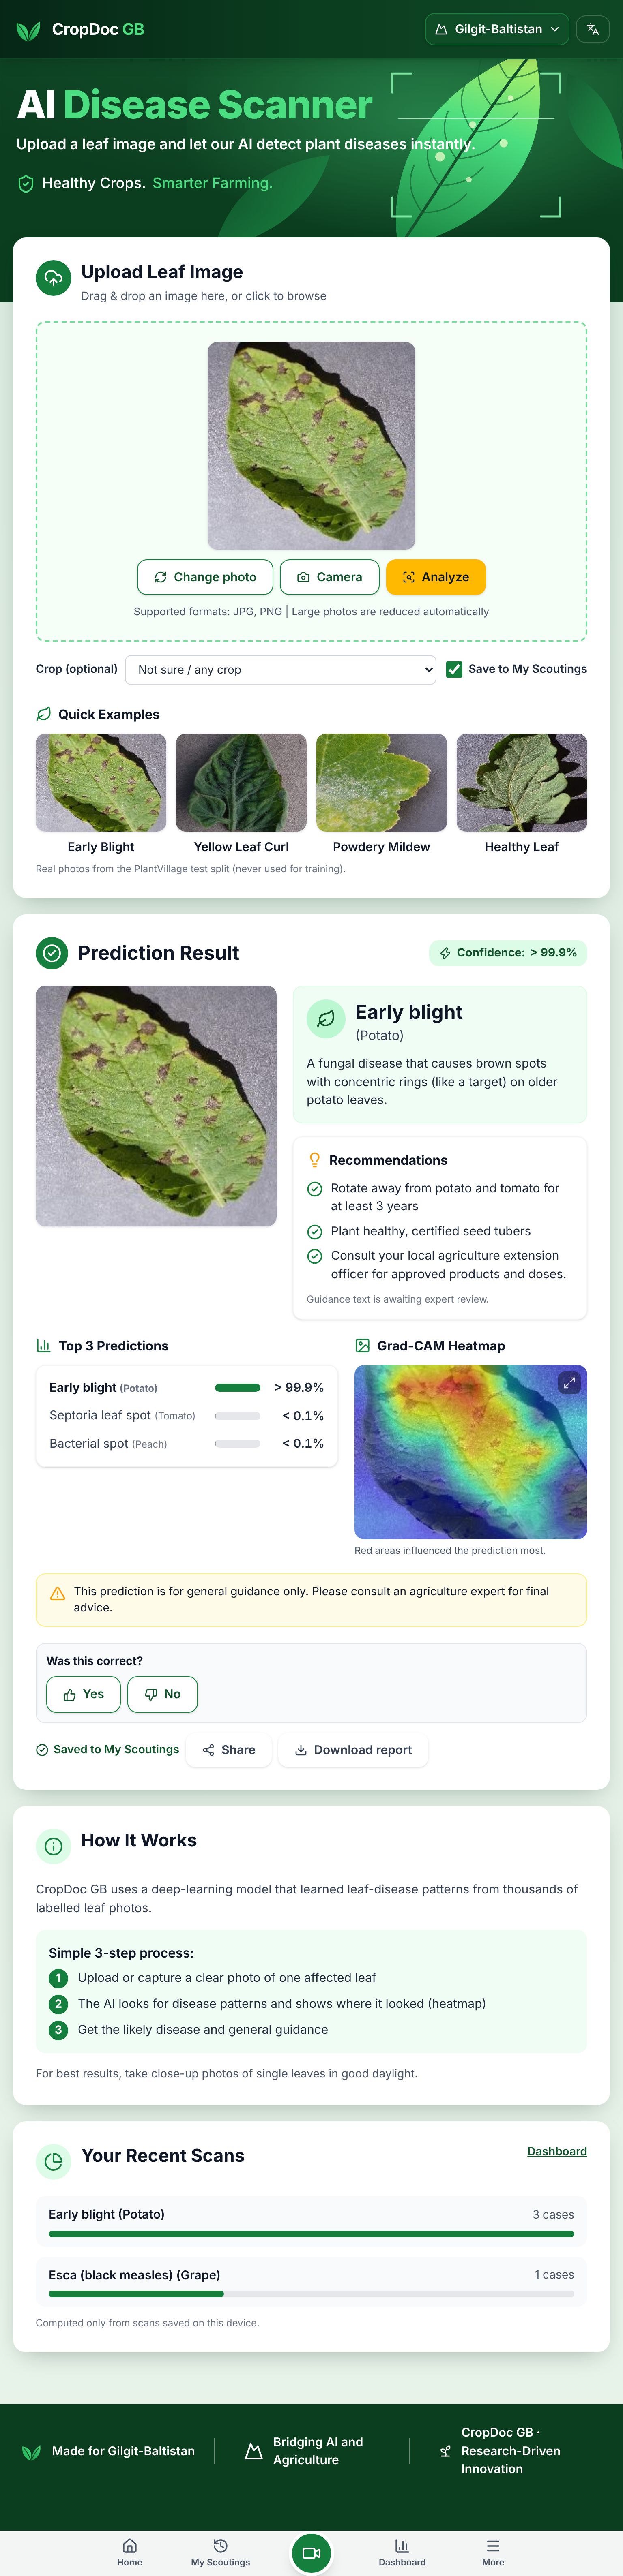 CropDoc GB
Gilgit-Baltistan
AI Disease Scanner
Upload a leaf image and let our AI detect plant diseases instantly.
Healthy Crops. Smarter Farming.
Upload Leaf Image
Drag & drop an image here, or click to browse
Change photo
Camera
Analyze
Supported formats: JPG, PNG | Large photos are reduced automatically
Crop (optional)
Not sure / any crop
Save to My Scoutings
Quick Examples
Early Blight
Yellow Leaf Curl
Powdery Mildew
Healthy Leaf
Real photos from the PlantVillage test split (never used for training).
Prediction Result
Confidence: > 99.9%
Early blight
(Potato)
A fungal disease that causes brown spots
with concentric rings (like a target) on older
potato leaves.
Recommendations
Rotate away from potato and tomato for
at least 3 years
Plant healthy, certified seed tubers
Consult your local agriculture extension
officer for approved products and doses.
Guidance text is awaiting expert review.
Top 3 Predictions
Early blight (Potato) > 99.9%
Septoria leaf spot (Tomato) < 0.1%
Bacterial spot (Peach) < 0.1%
Grad-CAM Heatmap
Red areas influenced the prediction most.
This prediction is for general guidance only. Please consult an agriculture expert for final
advice.
Was this correct?
Yes
No
Saved to My Scoutings
Share
Download report
How It Works
CropDoc GB uses a deep-learning model that learned leaf-disease patterns from thousands of
labelled leaf photos.
Simple 3-step process:
1 Upload or capture a clear photo of one affected leaf
2 The AI looks for disease patterns and shows where it looked (heatmap)
3 Get the likely disease and general guidance
For best results, take close-up photos of single leaves in good daylight.
Your Recent Scans
Dashboard
Early blight (Potato) 3 cases
Esca (black measles) (Grape) 1 cases
Computed only from scans saved on this device.
Made for Gilgit-Baltistan
Bridging AI and
Agriculture
CropDoc GB ·
Research-Driven
Innovation
Home
My Scoutings
Dashboard
More